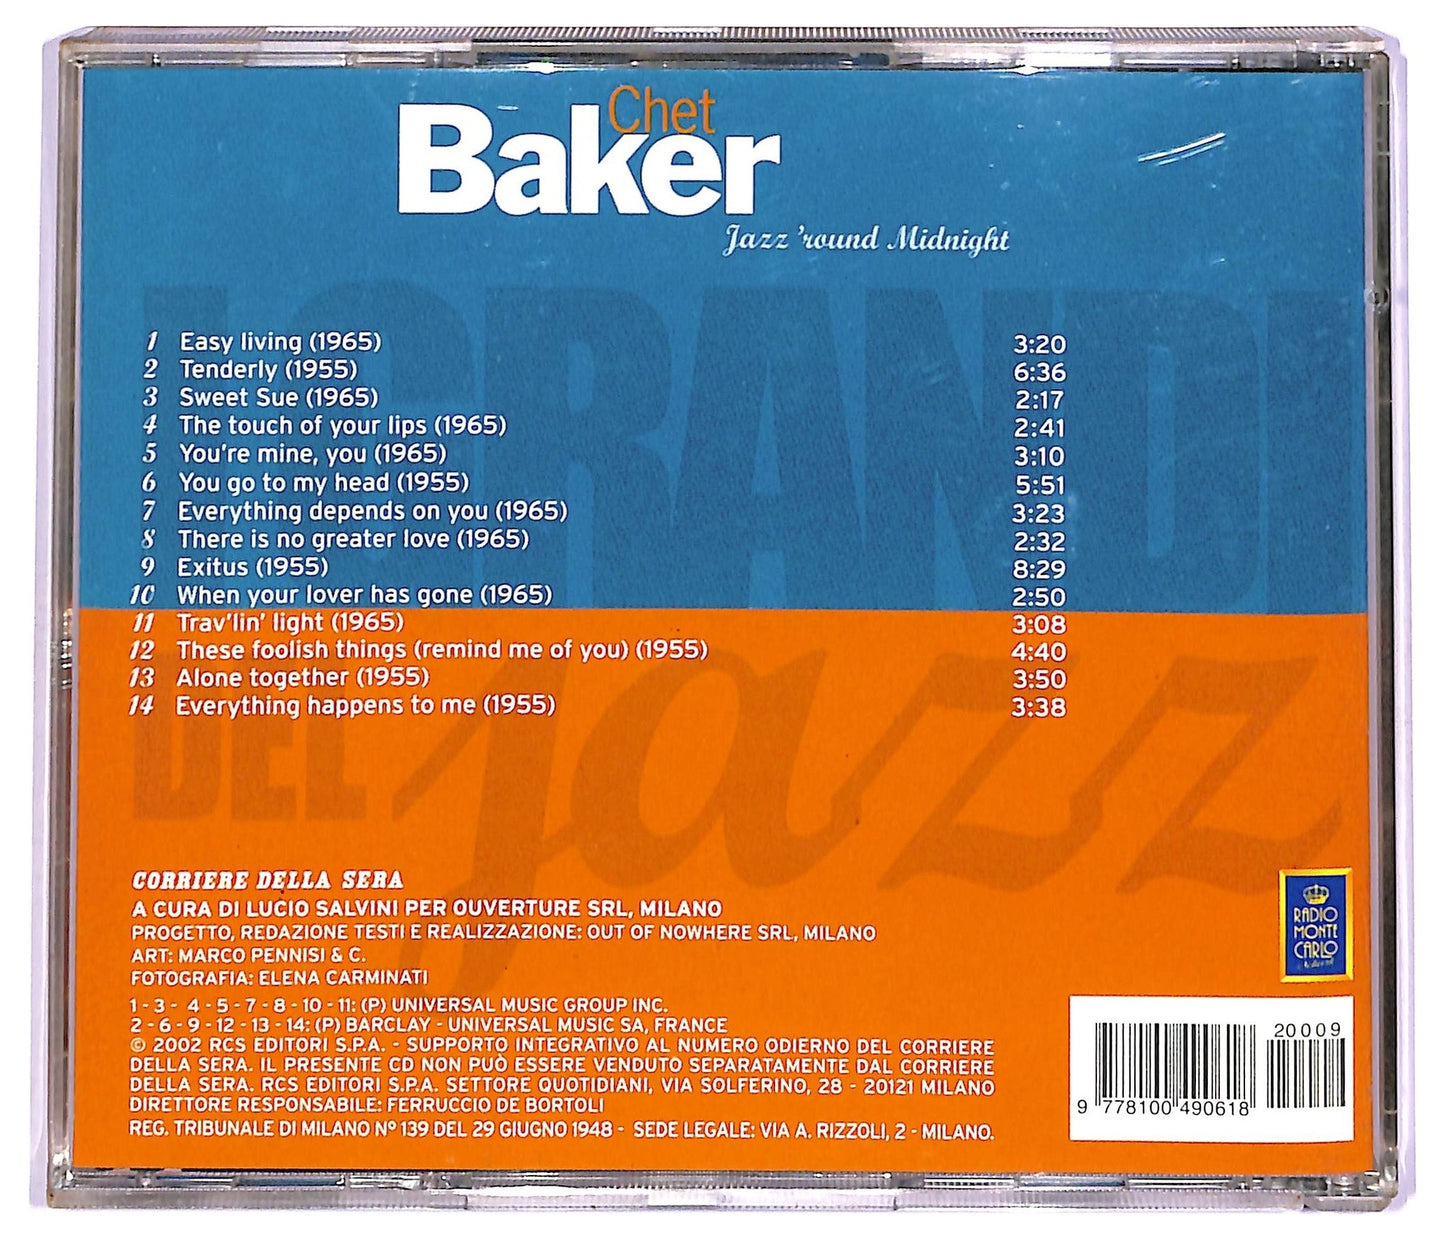 Chet
Baker
Jazz 'round Midnight
I GRANDI
DEL jazz
1 Easy living (1965) 3:20
2 Tenderly (1955) 6:36
3 Sweet Sue (1965) 2:17
4 The touch of your lips (1965) 2:41
5 You're mine, you (1965) 3:10
6 You go to my head (1955) 5:51
7 Everything depends on you (1965) 3:23
8 There is no greater love (1965) 2:32
9 Exitus (1955) 8:29
10 When your lover has gone (1965) 2:50
11 Trav'lin' light (1965) 3:08
12 These foolish things (remind me of you) (1955) 4:40
13 Alone together (1955) 3:50
14 Everything happens to me (1955) 3:38
CORRIERE DELLA SERA
A CURA DI LUCIO SALVINI PER OUVERTURE SRL, MILANO
PROGETTO, REDAZIONE TESTI E REALIZZAZIONE: OUT OF NOWHERE SRL, MILANO
ART: MARCO PENNISI & C.
FOTOGRAFIA: ELENA CARMINATI
1 - 3 - 4 - 5 - 7 - 8 - 10 - 11: (P) UNIVERSAL MUSIC GROUP INC.
2 - 6 - 9 - 12 - 13 - 14: (P) BARCLAY - UNIVERSAL MUSIC SA, FRANCE
© 2002 RCS EDITORI S.P.A. - SUPPORTO INTEGRATIVO AL NUMERO ODIERNO DEL CORRIERE
DELLA SERA. IL PRESENTE CD NON PUÒ ESSERE VENDUTO SEPARATAMENTE DAL CORRIERE
DELLA SERA. RCS EDITORI S.P.A. SETTORE QUOTIDIANI, VIA SOLFERINO, 28 - 20121 MILANO
DIRETTORE RESPONSABILE: FERRUCCIO DE BORTOLI
REG. TRIBUNALE DI MILANO N° 139 DEL 29 GIUGNO 1948 - SEDE LEGALE: VIA A. RIZZOLI, 2 - MILANO.
RADIO
MONTE
CARLO
20009
9 778100 490618